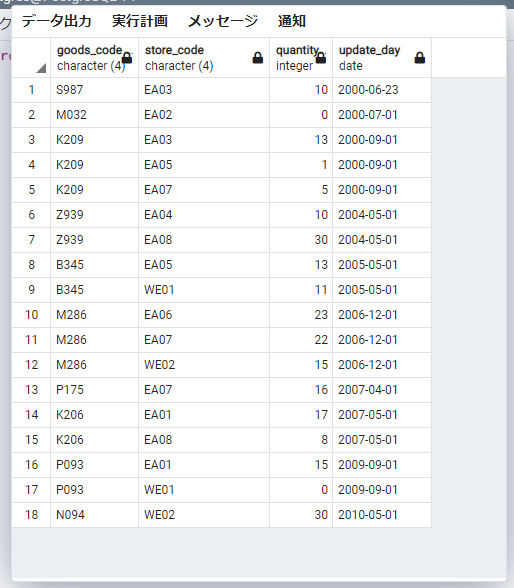 データ出力 実行計画 メッセージ 通知
goods_code store_code quantity update_day
character (4) character (4) integer date
1 S987 EA03 10 2000-06-23
2 M032 EA02 0 2000-07-01
3 K209 EA03 13 2000-09-01
4 K209 EA05 1 2000-09-01
5 K209 EA07 5 2000-09-01
6 Z939 EA04 10 2004-05-01
7 Z939 EA08 30 2004-05-01
8 B345 EA05 13 2005-05-01
9 B345 WE01 11 2005-05-01
10 M286 EA06 23 2006-12-01
11 M286 EA07 22 2006-12-01
12 M286 WE02 15 2006-12-01
13 P175 EA07 16 2007-04-01
14 K206 EA01 17 2007-05-01
15 K206 EA08 8 2007-05-01
16 P093 EA01 15 2009-09-01
17 P093 WE01 0 2009-09-01
18 N094 WE02 30 2010-05-01